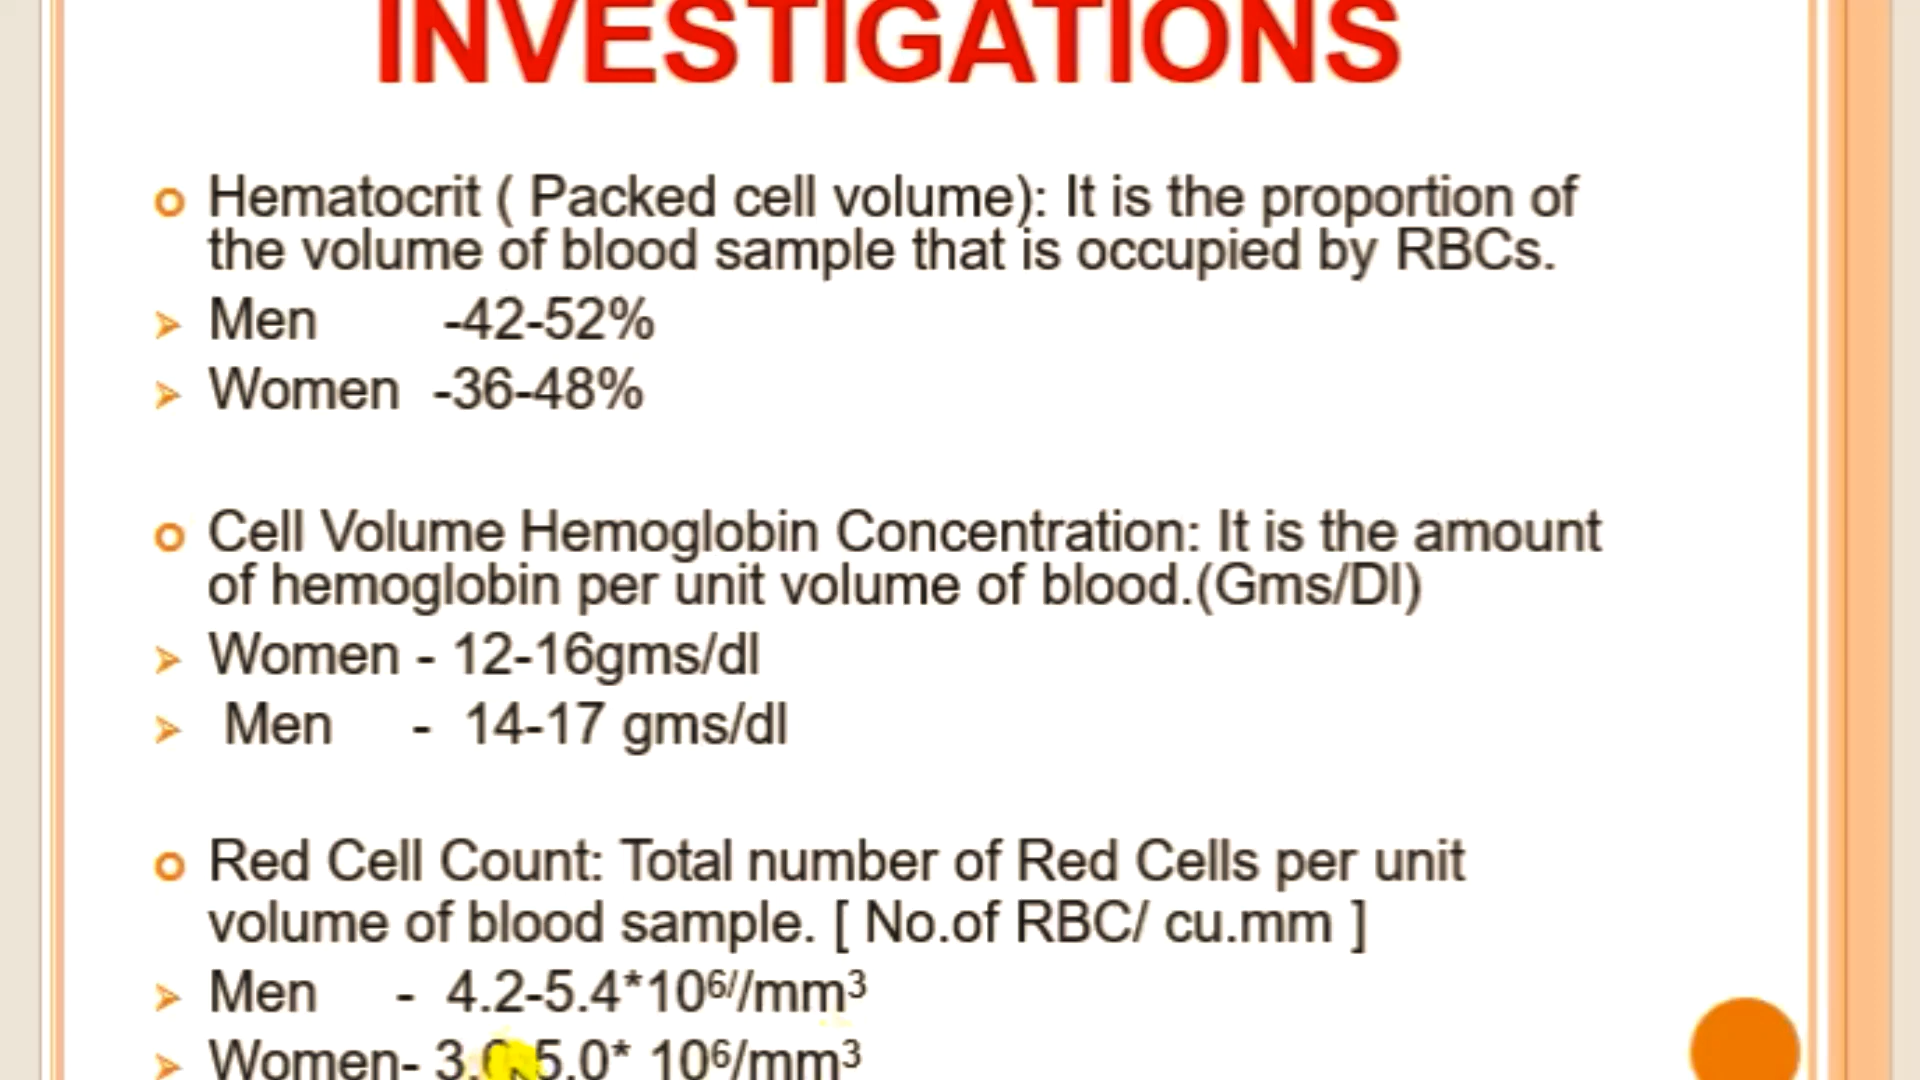 INVESTIGATIONS
Hematocrit ( Packed cell volume): It is the proportion of
the volume of blood sample that is occupied by RBCs.
Men -42-52%
Women -36-48%
Cell Volume Hemoglobin Concentration: It is the amount
of hemoglobin per unit volume of blood.(Gms/Dl)
Women - 12-16gms/dl
Men - 14-17 gms/dl
Red Cell Count: Total number of Red Cells per unit
volume of blood sample. [ No.of RBC/ cu.mm ]
Men - 4.2-5.4*10⁶//mm³
Women- 5.0* 10⁶/mm³